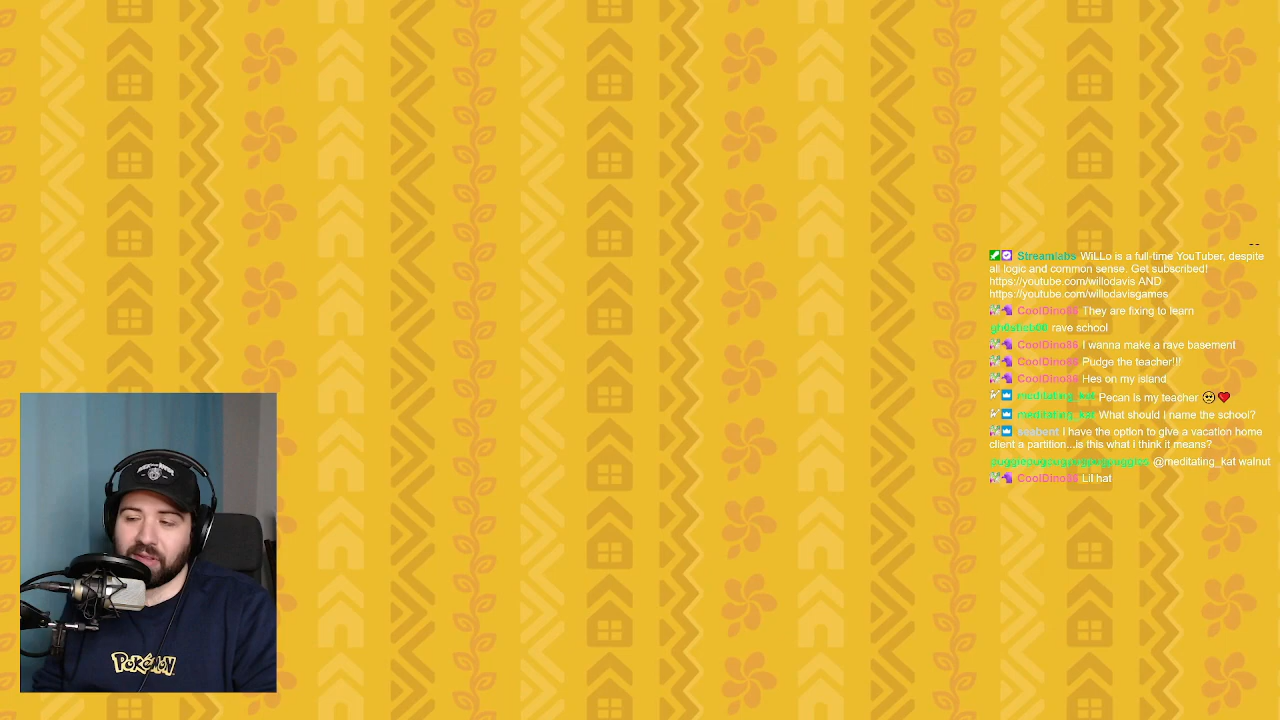 Streamlabs WiLLo is a full-time YouTuber, despite
all logic and common sense. Get subscribed!
https://youtube.com/willodavis AND
https://youtube.com/willodavisgames
CoolDino86 They are fixing to learn
rave school
CoolDino86 I wanna make a rave basement
CoolDino86 Pudge the teacher!!!
CoolDino86 Hes on my island
meditating_kat Pecan is my teacher 🥺❤️
meditating_kat What should I name the school?
seabent I have the option to give a vacation home
client a partition...is this what i think it means?
@meditating_kat walnut
CoolDino86 Lil hat
POKéMON